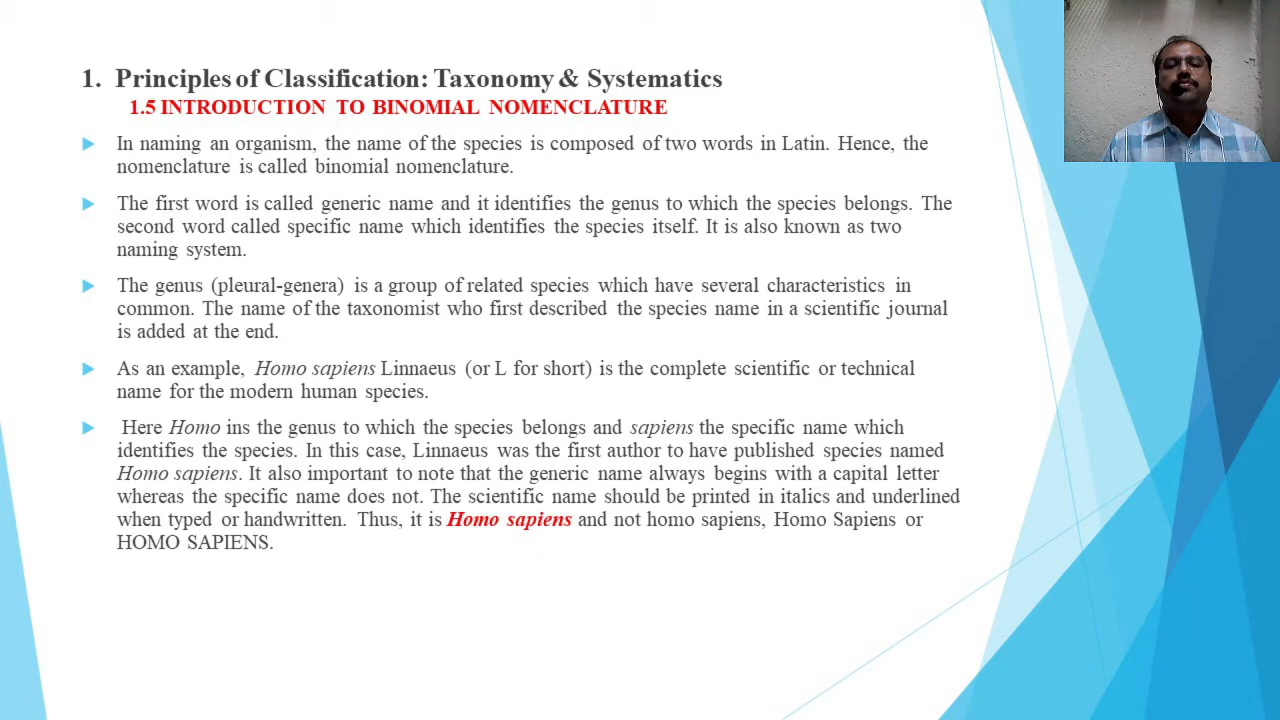 1. Principles of Classification: Taxonomy & Systematics
1.5 INTRODUCTION TO BINOMIAL NOMENCLATURE
In naming an organism, the name of the species is composed of two words in Latin. Hence, the
nomenclature is called binomial nomenclature.
The first word is called generic name and it identifies the genus to which the species belongs. The
second word called specific name which identifies the species itself. It is also known as two
naming system.
The genus (pleural-genera) is a group of related species which have several characteristics in
common. The name of the taxonomist who first described the species name in a scientific journal
is added at the end.
As an example, Homo sapiens Linnaeus (or L for short) is the complete scientific or technical
name for the modern human species.
Here Homo ins the genus to which the species belongs and sapiens the specific name which
identifies the species. In this case, Linnaeus was the first author to have published species named
Homo sapiens. It also important to note that the generic name always begins with a capital letter
whereas the specific name does not. The scientific name should be printed in italics and underlined
when typed or handwritten. Thus, it is Homo sapiens and not homo sapiens, Homo Sapiens or
HOMO SAPIENS.